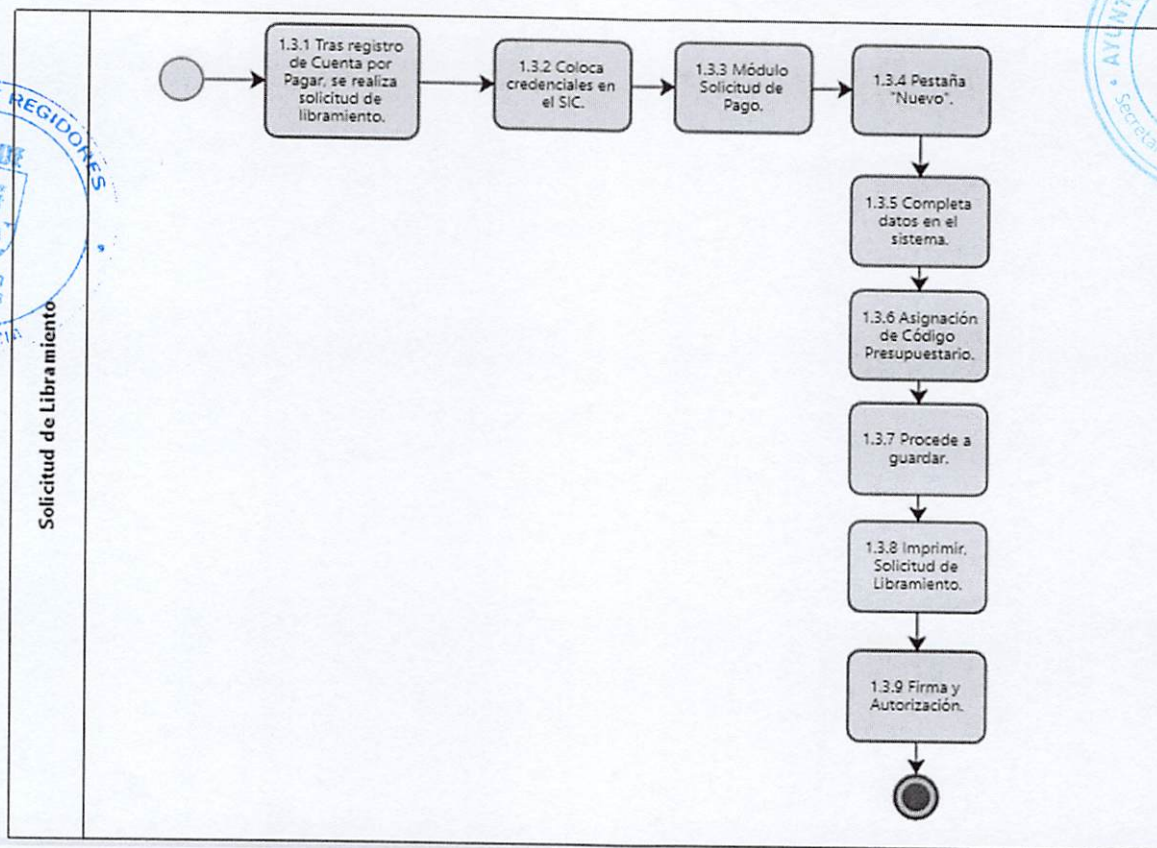 1.3.1 Tras registro
de Cuenta por
Pagar, se realiza
solicitud de
libramiento.
1.3.2 Coloca
credenciales en
el SIC.
1.3.3 Módulo
Solicitud de
Pago.
1.3.4 Pestaña
"Nuevo".
1.3.5 Completa
datos en el
sistema.
1.3.6 Asignación
de Código
Presupuestario.
1.3.7 Procede a
guardar.
1.3.8 Imprimir.
Solicitud de
Libramiento.
1.3.9 Firma y
Autorización.
Solicitud de Libramiento
REGIDORES